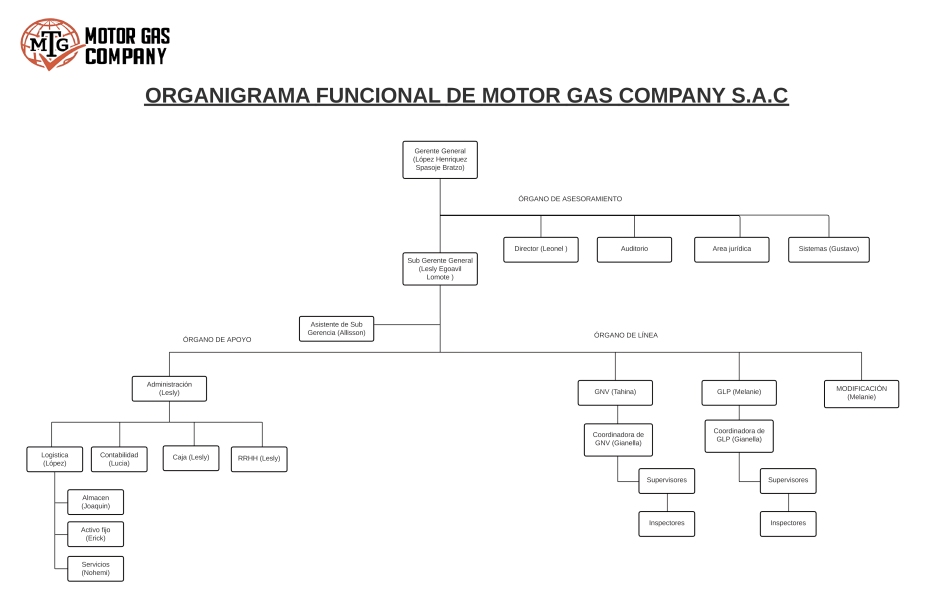 MTG
MOTOR GAS
COMPANY
ORGANIGRAMA FUNCIONAL DE MOTOR GAS COMPANY S.A.C
Gerente General
(López Henriquez
Spasoje Bratzo)
ÓRGANO DE ASESORAMIENTO
Director (Leonel )
Auditorio
Area jurídica
Sistemas (Gustavo)
Sub Gerente General
(Lesly Egoavil
Lomote )
Asistente de Sub
Gerencia (Allisson)
ÓRGANO DE APOYO
ÓRGANO DE LÍNEA
Administración
(Lesly)
GNV (Tahina)
GLP (Melanie)
MODIFICACIÓN
(Melanie)
Coordinadora de
GNV (Gianella)
Coordinadora de
GLP (Gianella)
Logística
(López)
Contabilidad
(Lucia)
Caja (Lesly)
RRHH (Lesly)
Supervisores
Supervisores
Almacen
(Joaquin)
Inspectores
Inspectores
Activo fijo
(Erick)
Servicios
(Nohemi)